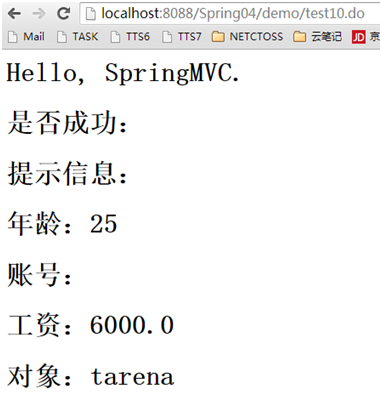 localhost:8088/Spring04/demo/test10.do
Mail TASK TTS6 TTS7 NETCTOSS 云笔记 JD 京
Hello, SpringMVC.
是否成功：
提示信息：
年龄：25
账号：
工资：6000.0
对象：tarena